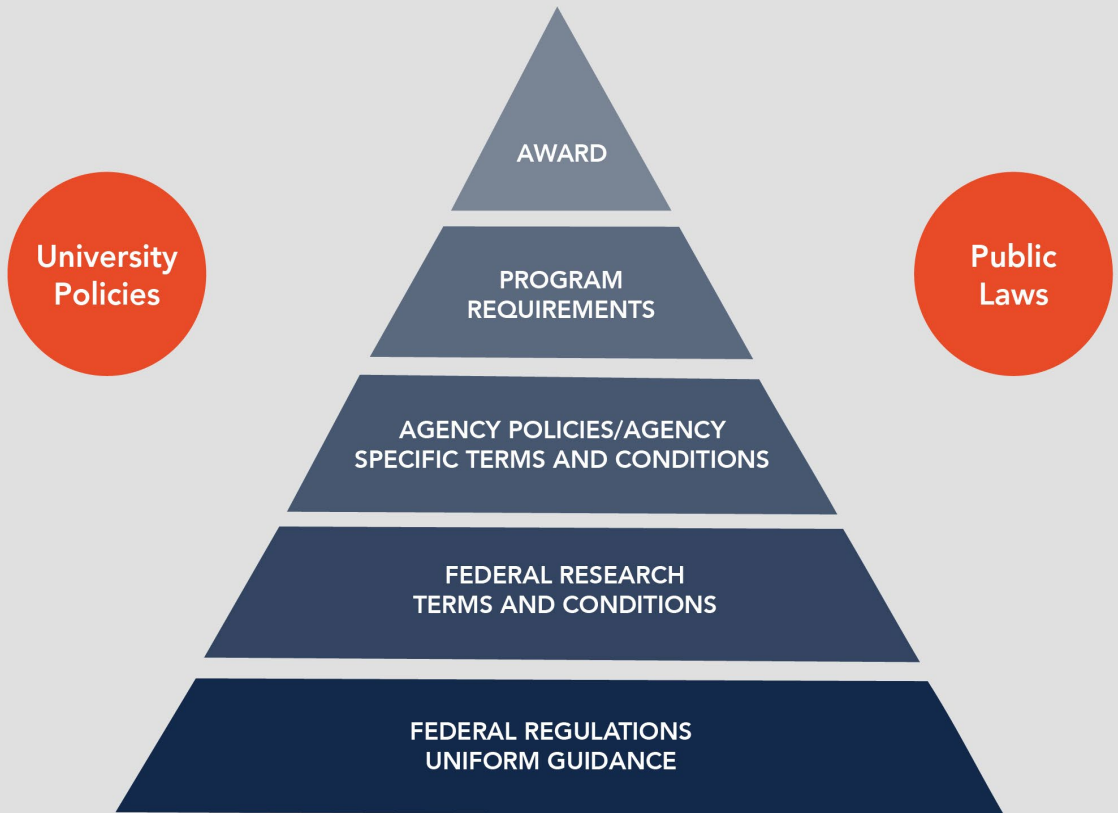 AWARD
University
Policies
Public
Laws
PROGRAM
REQUIREMENTS
AGENCY POLICIES/AGENCY
SPECIFIC TERMS AND CONDITIONS
FEDERAL RESEARCH
TERMS AND CONDITIONS
FEDERAL REGULATIONS
UNIFORM GUIDANCE